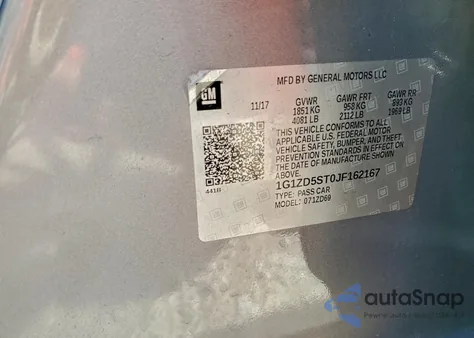 MFD BY GENERAL MOTORS LLC
GM
11/17 GVWR GAWR FRT GAWR RR
1851 KG 958 KG 893 KG
4081 LB 2112 LB 1969 LB
THIS VEHICLE CONFORMS TO ALL
APPLICABLE U.S. FEDERAL MOTOR
VEHICLE SAFETY, BUMPER, AND THEFT
PREVENTION STANDARDS IN EFFECT ON
THE DATE OF MANUFACTURE SHOWN
ABOVE.
1G1ZD5ST0JF162167
TYPE: PASS CAR
MODEL: 071ZD69
autoSnap